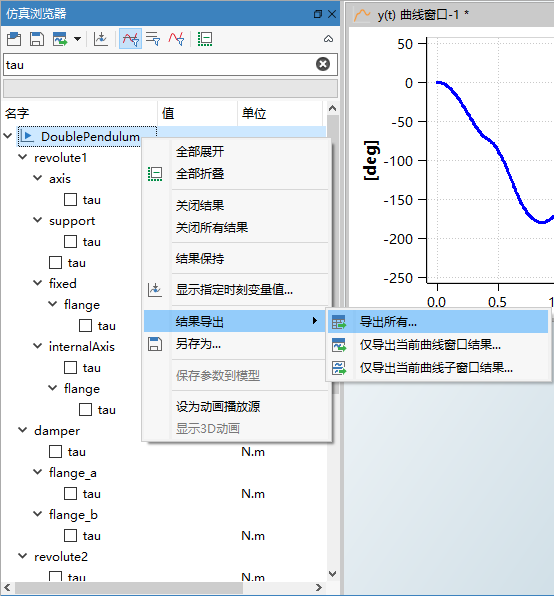 仿真浏览器
tau
名字 值 单位
DoublePendulum
revolute1
axis
tau
support
tau
tau
fixed
flange
tau
internalAxis
tau
flange
tau
damper
tau N.m
flange_a
tau N.m
flange_b
tau N.m
revolute2
tau N.m
全部展开
全部折叠
关闭结果
关闭所有结果
结果保持
显示指定时刻变量值...
结果导出
另存为...
保存参数到模型
设为动画播放源
显示3D动画
导出所有...
仅导出当前曲线窗口结果...
仅导出当前曲线子窗口结果...
y(t) 曲线窗口-1 *
[deg]
50
0
-50
-100
-150
-200
-250
0.0 0.5